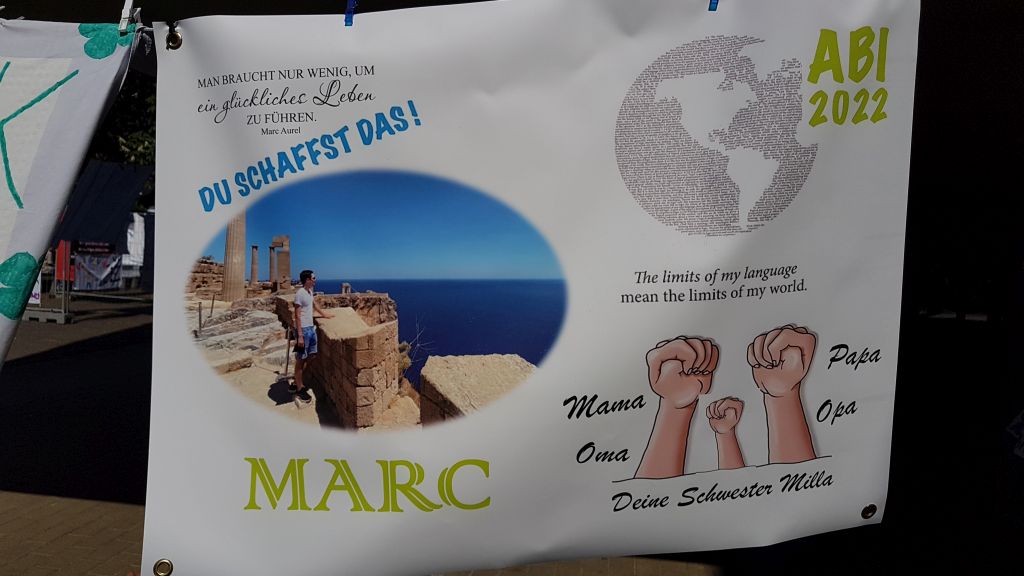 MAN BRAUCHT NUR WENIG, UM
ein glückliches Leben
ZU FÜHREN.
Marc Aurel
DU SCHAFFST DAS!
MARC
ABI
2022
The limits of my language
mean the limits of my world.
Mama
Papa
Oma
Opa
Deine Schwester Milla